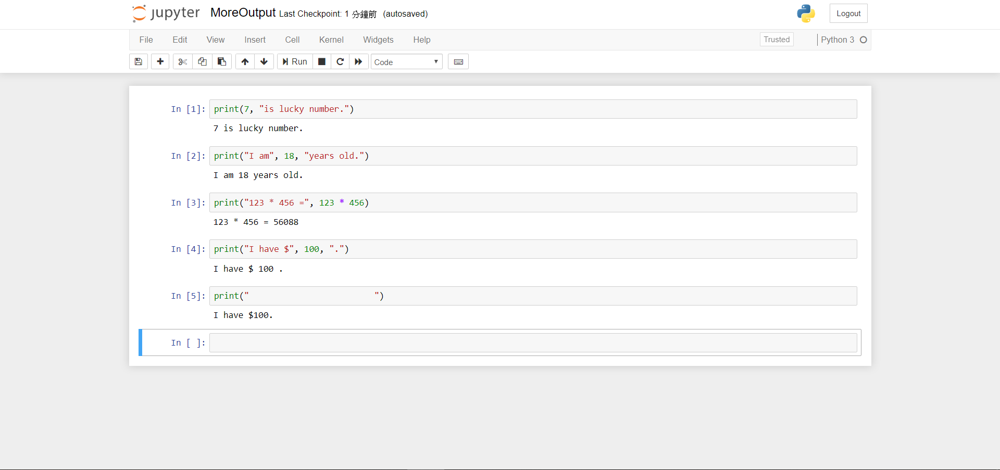 jupyter MoreOutput Last Checkpoint: 1 分鐘前 (autosaved) Logout
File Edit View Insert Cell Kernel Widgets Help Trusted Python 3
Run Code
In [1]: print(7, "is lucky number.")
7 is lucky number.
In [2]: print("I am", 18, "years old.")
I am 18 years old.
In [3]: print("123 * 456 =", 123 * 456)
123 * 456 = 56088
In [4]: print("I have $", 100, ".")
I have $ 100 .
In [5]: print("                         ")
I have $100.
In [ ]: